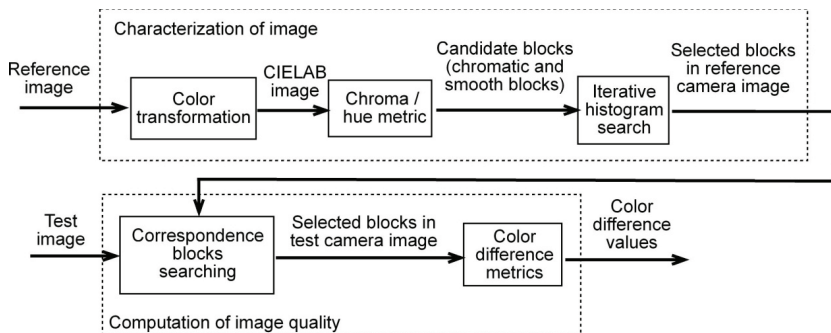 Characterization of image
Reference
image
Color
transformation
CIELAB
image
Chroma /
hue metric
Candidate blocks
(chromatic and
smooth blocks)
Iterative
histogram
search
Selected blocks
in reference
camera image
Test
image
Correspondence
blocks
searching
Selected blocks in
test camera image
Color
difference
metrics
Color
difference
values
Computation of image quality